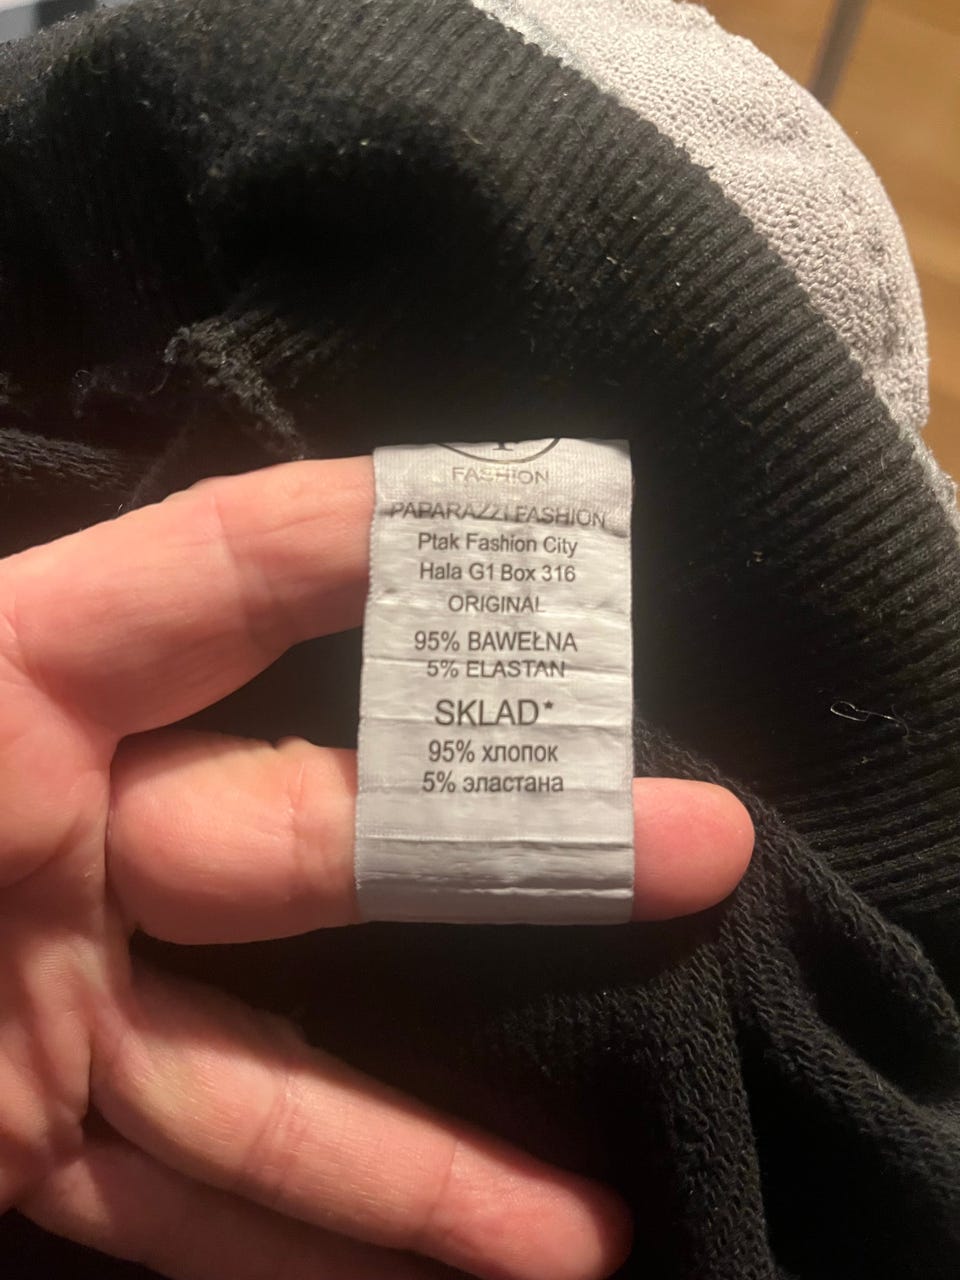 FASHION
PAPARAZZI FASHION
Ptak Fashion City
Hala G1 Box 316
ORIGINAL
95% BAWEŁNA
5% ELASTAN
SKLAD*
95% хлопок
5% эластана